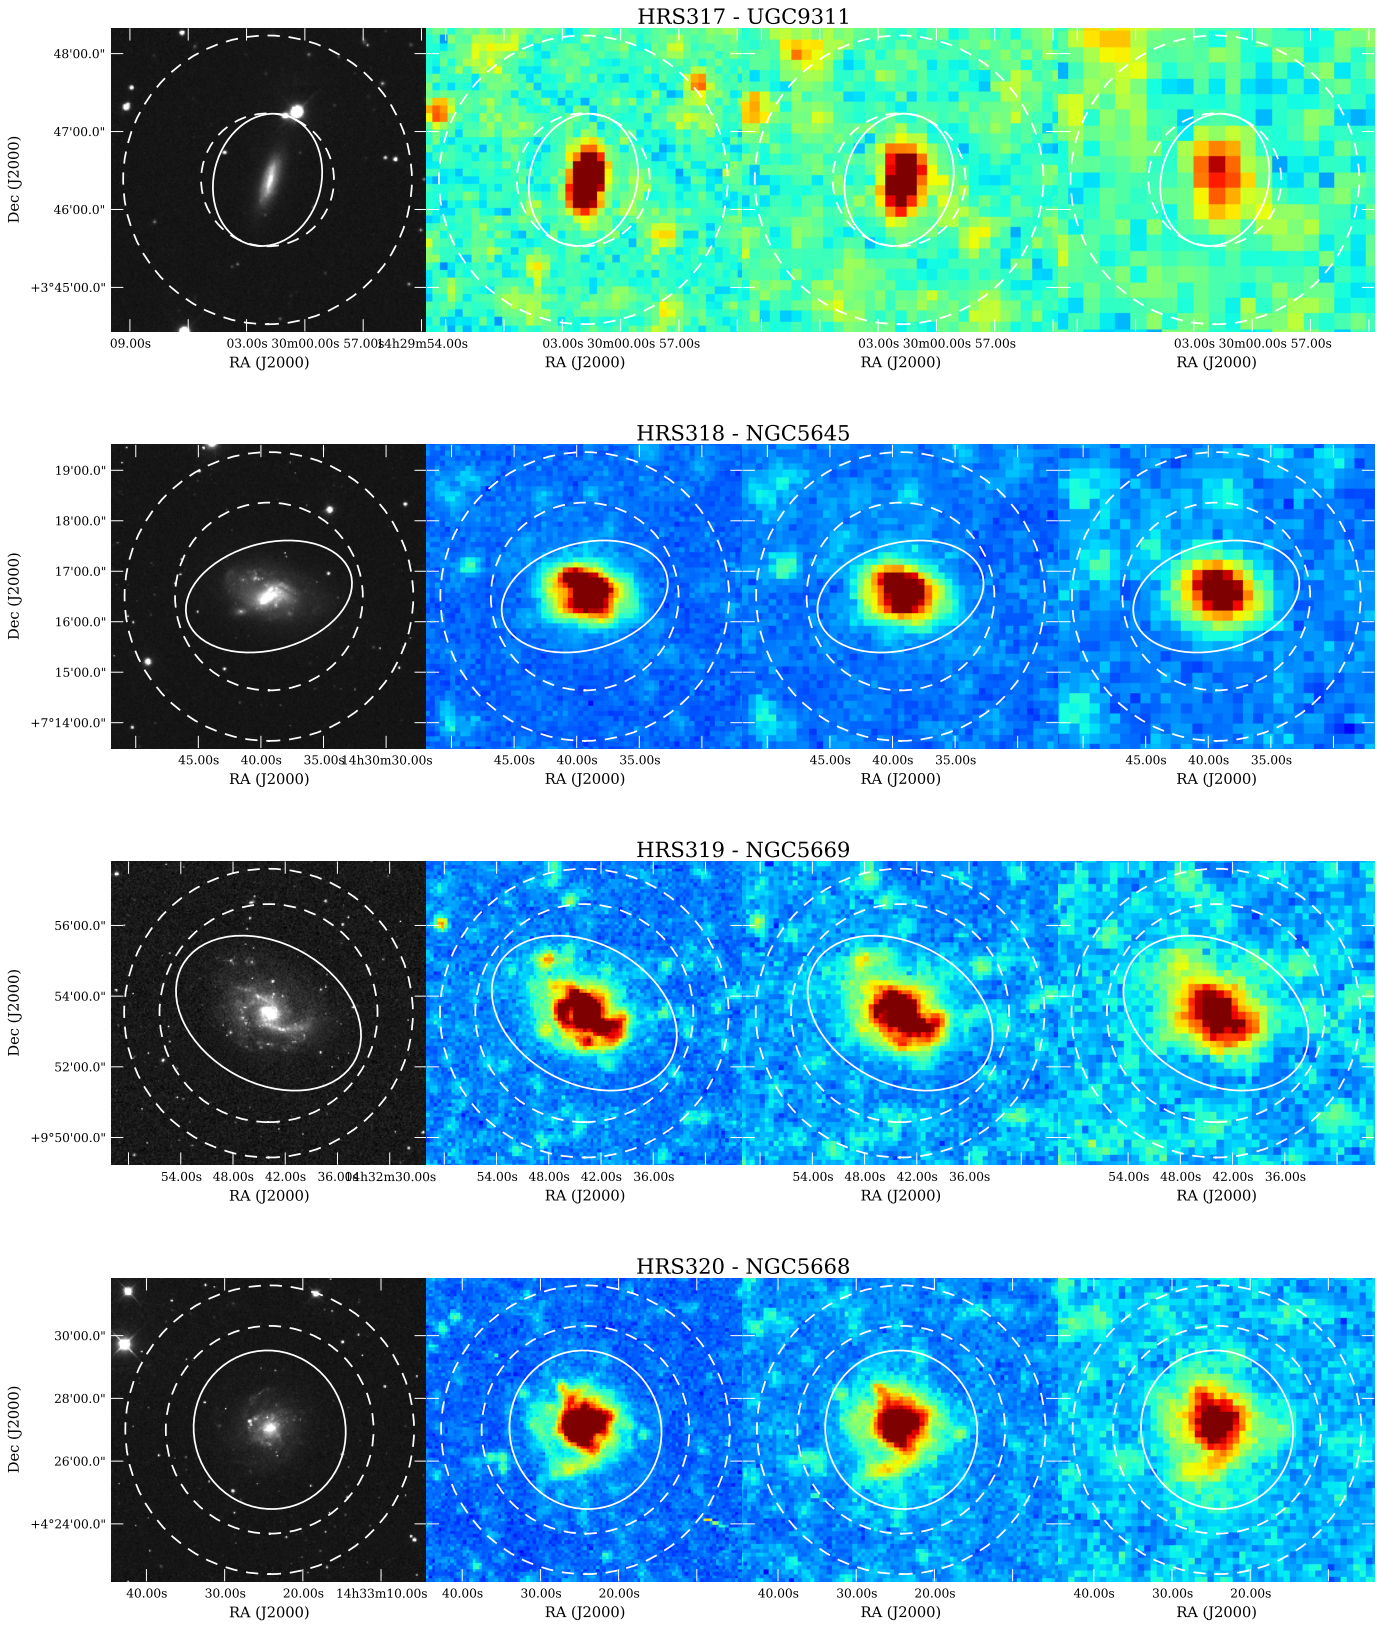 HRS317 - UGC9311
48'00.0"
47'00.0"
46'00.0"
+3°45'00.0"
Dec (J2000)
09.00s 03.00s 30m00.00s 57.00s 14h29m54.00s 03.00s 30m00.00s 57.00s 03.00s 30m00.00s 57.00s 03.00s 30m00.00s 57.00s
RA (J2000) RA (J2000) RA (J2000) RA (J2000)
HRS318 - NGC5645
19'00.0"
18'00.0"
17'00.0"
16'00.0"
15'00.0"
+7°14'00.0"
Dec (J2000)
45.00s 40.00s 35.00s 14h30m30.00s 45.00s 40.00s 35.00s 45.00s 40.00s 35.00s 45.00s 40.00s 35.00s
RA (J2000) RA (J2000) RA (J2000) RA (J2000)
HRS319 - NGC5669
56'00.0"
54'00.0"
52'00.0"
+9°50'00.0"
Dec (J2000)
54.00s 48.00s 42.00s 36.00s 14h32m30.00s 54.00s 48.00s 42.00s 36.00s 54.00s 48.00s 42.00s 36.00s 54.00s 48.00s 42.00s 36.00s
RA (J2000) RA (J2000) RA (J2000) RA (J2000)
HRS320 - NGC5668
30'00.0"
28'00.0"
26'00.0"
+4°24'00.0"
Dec (J2000)
40.00s 30.00s 20.00s 14h33m10.00s 40.00s 30.00s 20.00s 40.00s 30.00s 20.00s 40.00s 30.00s 20.00s
RA (J2000) RA (J2000) RA (J2000) RA (J2000)